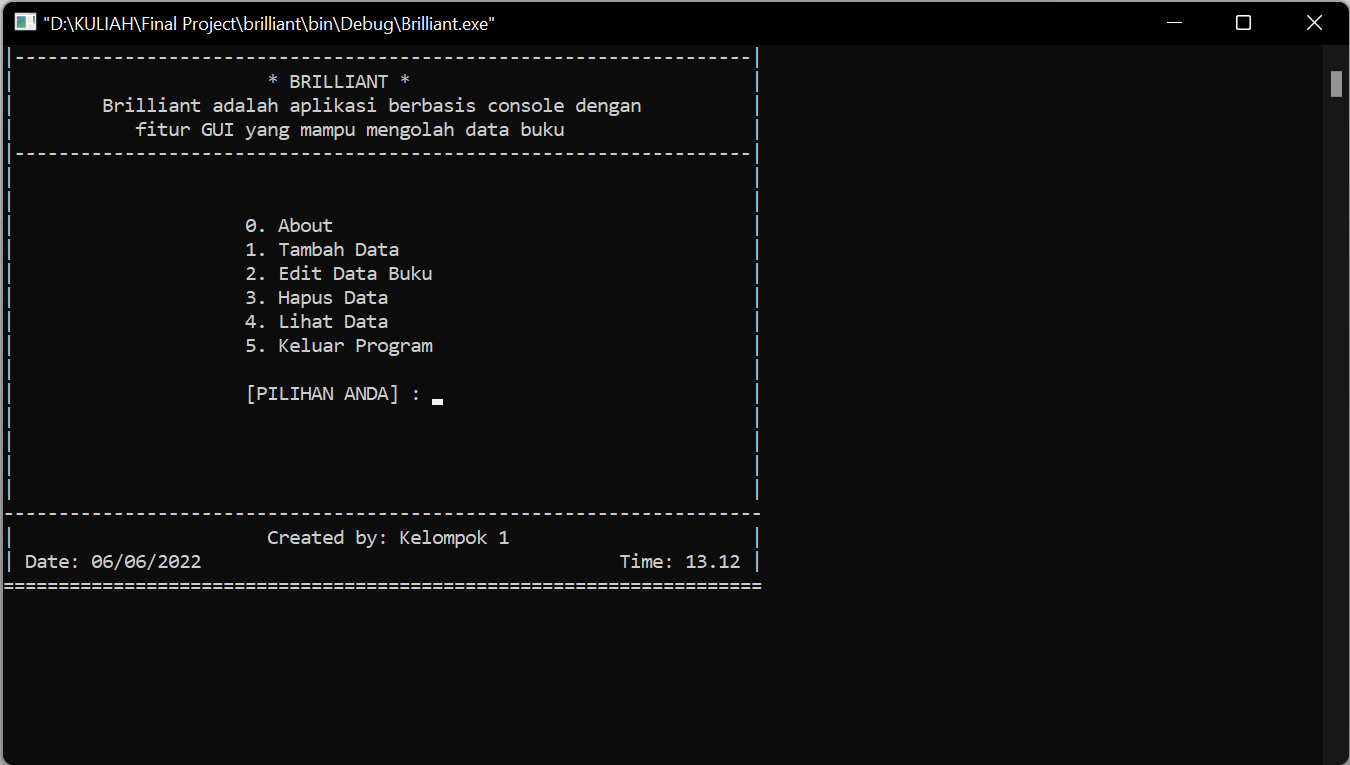 "D:\KULIAH\Final Project\brilliant\bin\Debug\Brilliant.exe"
|-------------------------------------------------------------------|
* BRILLIANT *
Brilliant adalah aplikasi berbasis console dengan
fitur GUI yang mampu mengolah data buku
|-------------------------------------------------------------------|
0. About
1. Tambah Data
2. Edit Data Buku
3. Hapus Data
4. Lihat Data
5. Keluar Program
[PILIHAN ANDA] : _
---------------------------------------------------------------------
Created by: Kelompok 1
Date: 06/06/2022 Time: 13.12
=====================================================================